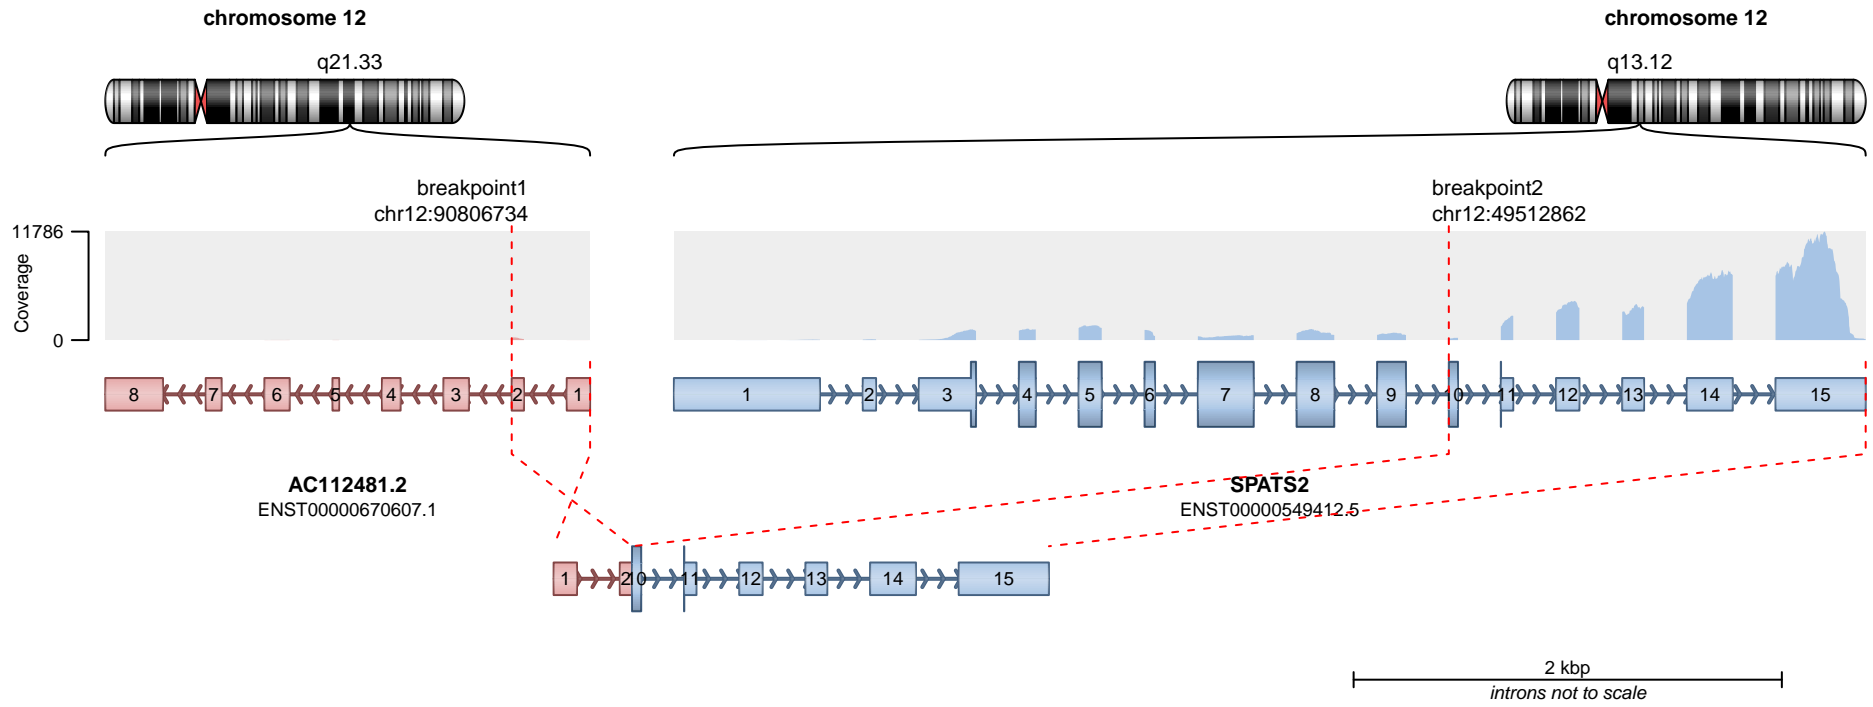 chromosome 12
chromosome 12
q21.33
q13.12
breakpoint1
chr12:90806734
breakpoint2
chr12:49512862
11786
Coverage
0
8 7 6 5 4 3 2 1
1 2 3 4 5 6 7 8 9 10 11 12 13 14 15
AC112481.2
ENST00000670607.1
SPATS2
ENST00000549412.5
1 2 10 11 12 13 14 15
2 kbp
introns not to scale